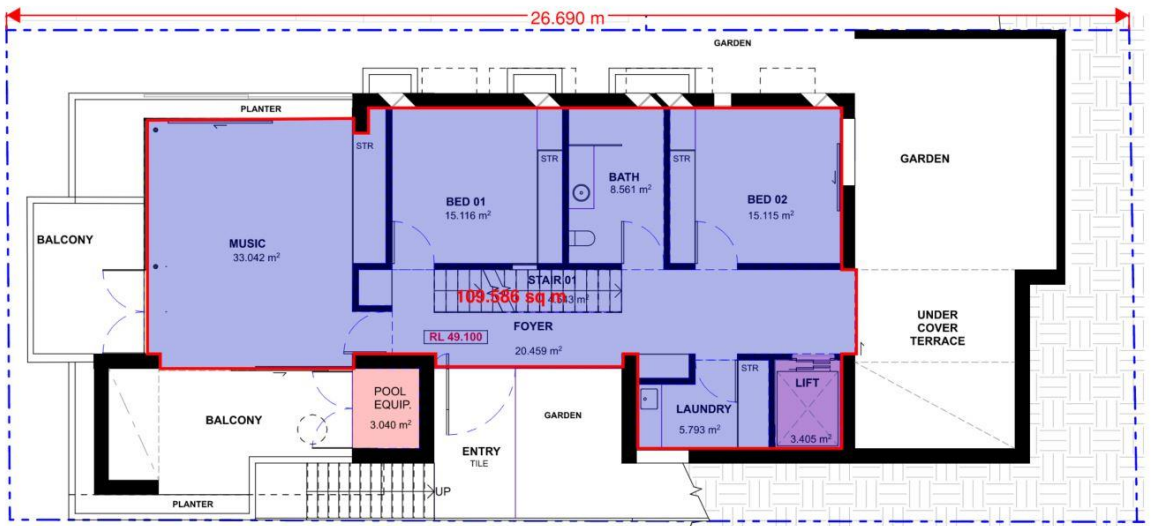 26.690 m
GARDEN
PLANTER
STR
BED 01
15.116 m²
STR
BATH
8.561 m²
STR
BED 02
15.115 m²
GARDEN
BALCONY
MUSIC
33.042 m²
STAIR 01
109.586 sq m
FOYER
RL 49.100
20.459 m²
UNDER
COVER
TERRACE
POOL
EQUIP.
3.040 m²
BALCONY
GARDEN
STR
LIFT
3.405 m²
LAUNDRY
5.793 m²
ENTRY
TILE
UP
PLANTER